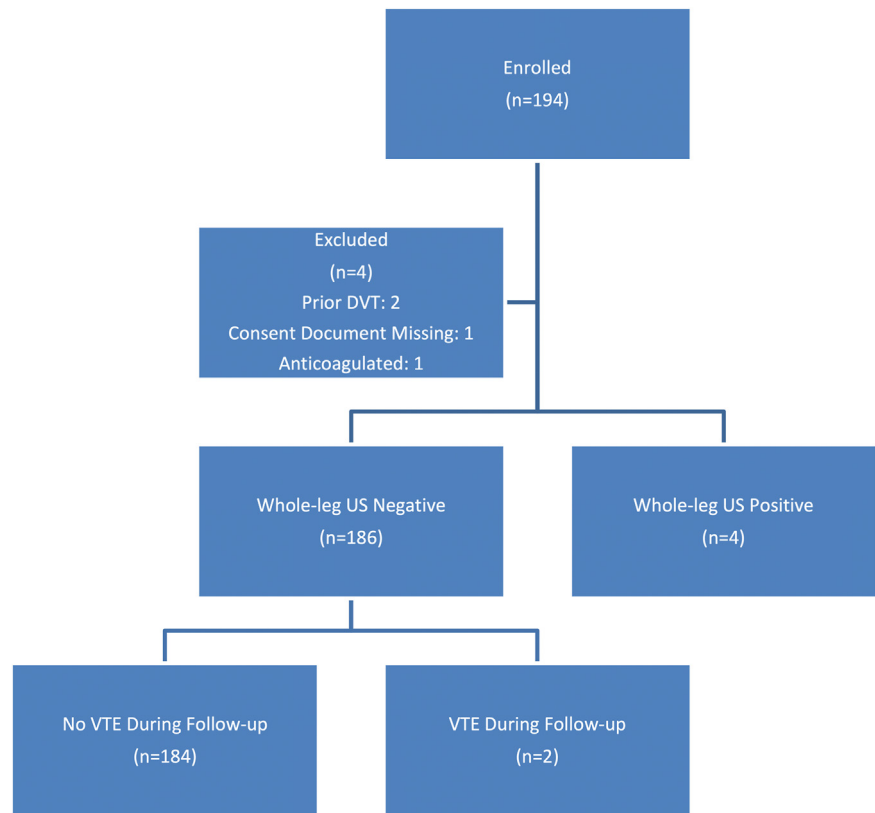 Enrolled
(n=194)
Excluded
(n=4)
Prior DVT: 2
Consent Document Missing: 1
Anticoagulated: 1
Whole-leg US Negative
(n=186)
Whole-leg US Positive
(n=4)
No VTE During Follow-up
(n=184)
VTE During Follow-up
(n=2)